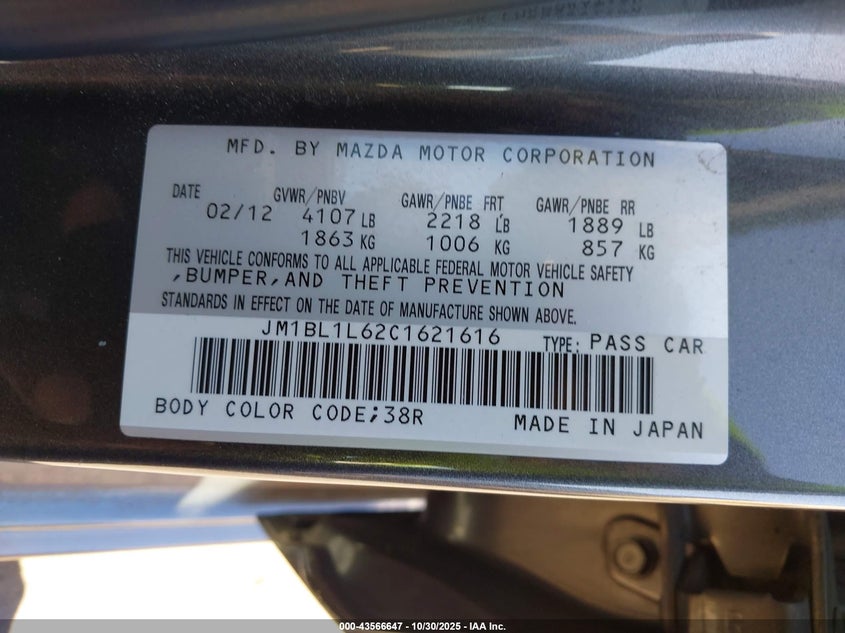 MFD. BY MAZDA MOTOR CORPORATION
DATE GVWR/PNBV GAWR/PNBE FRT GAWR/PNBE RR
02/12 4107 LB 2218 LB 1889 LB
1863 KG 1006 KG 857 KG
THIS VEHICLE CONFORMS TO ALL APPLICABLE FEDERAL MOTOR VEHICLE SAFETY
,BUMPER,AND THEFT PREVENTION
STANDARDS IN EFFECT ON THE DATE OF MANUFACTURE SHOWN ABOVE.
JM1BL1L62C1621616 TYPE: PASS CAR
BODY COLOR CODE;38R MADE IN JAPAN
000-43566647 - 10/30/2025 - IAA Inc.